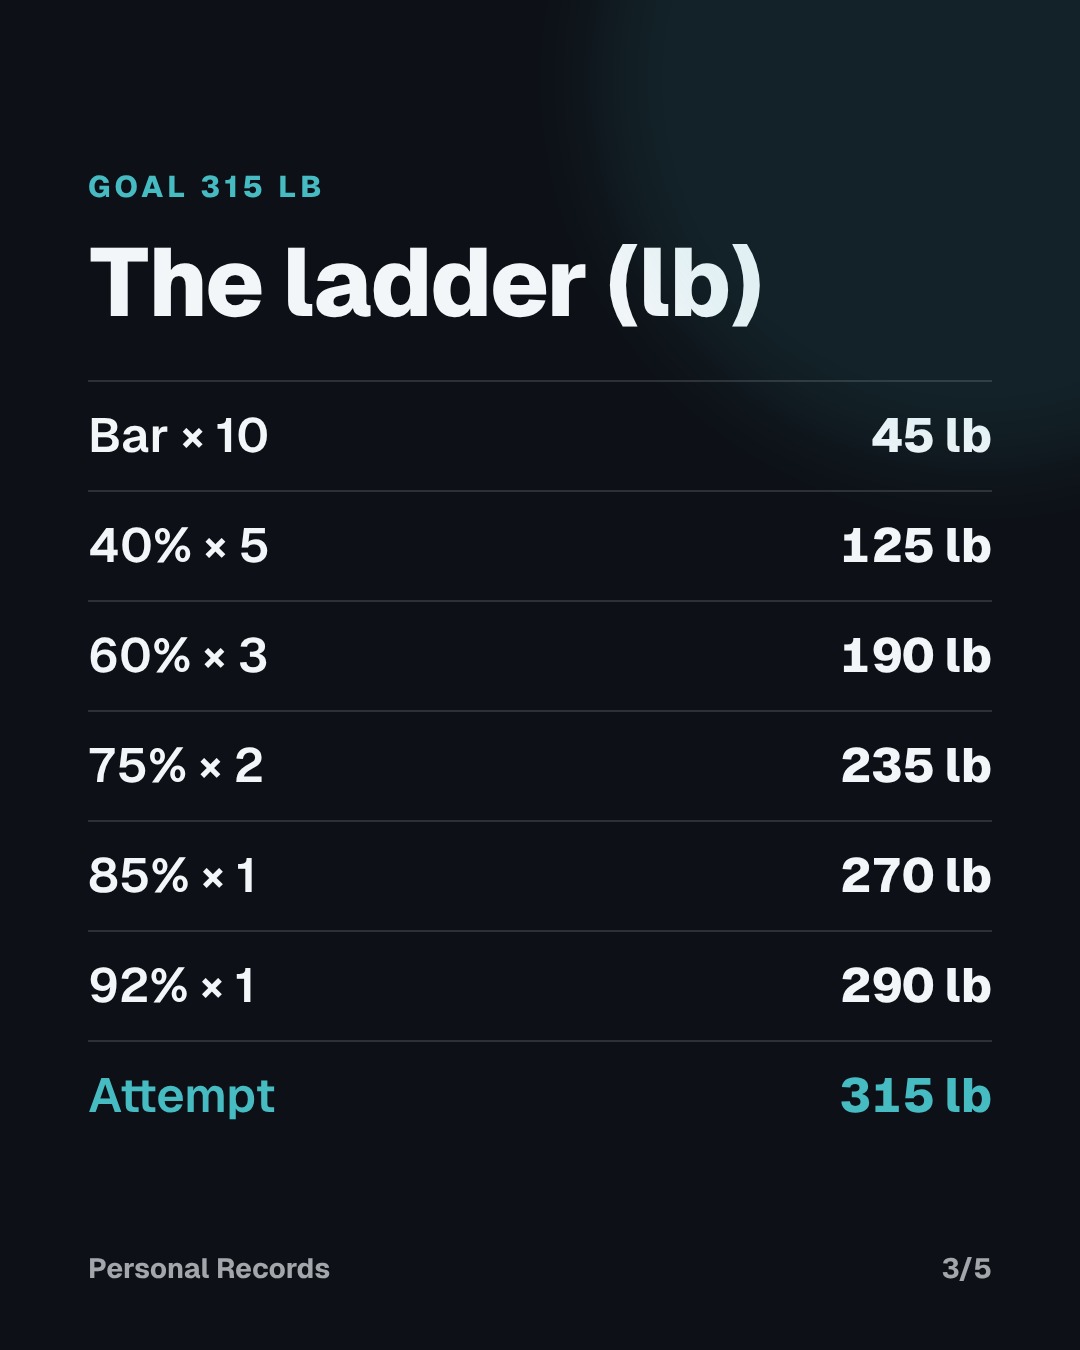 GOAL 315 LB
The ladder (lb)
Bar × 10 45 lb
40% × 5 125 lb
60% × 3 190 lb
75% × 2 235 lb
85% × 1 270 lb
92% × 1 290 lb
Attempt 315 lb
Personal Records 3/5